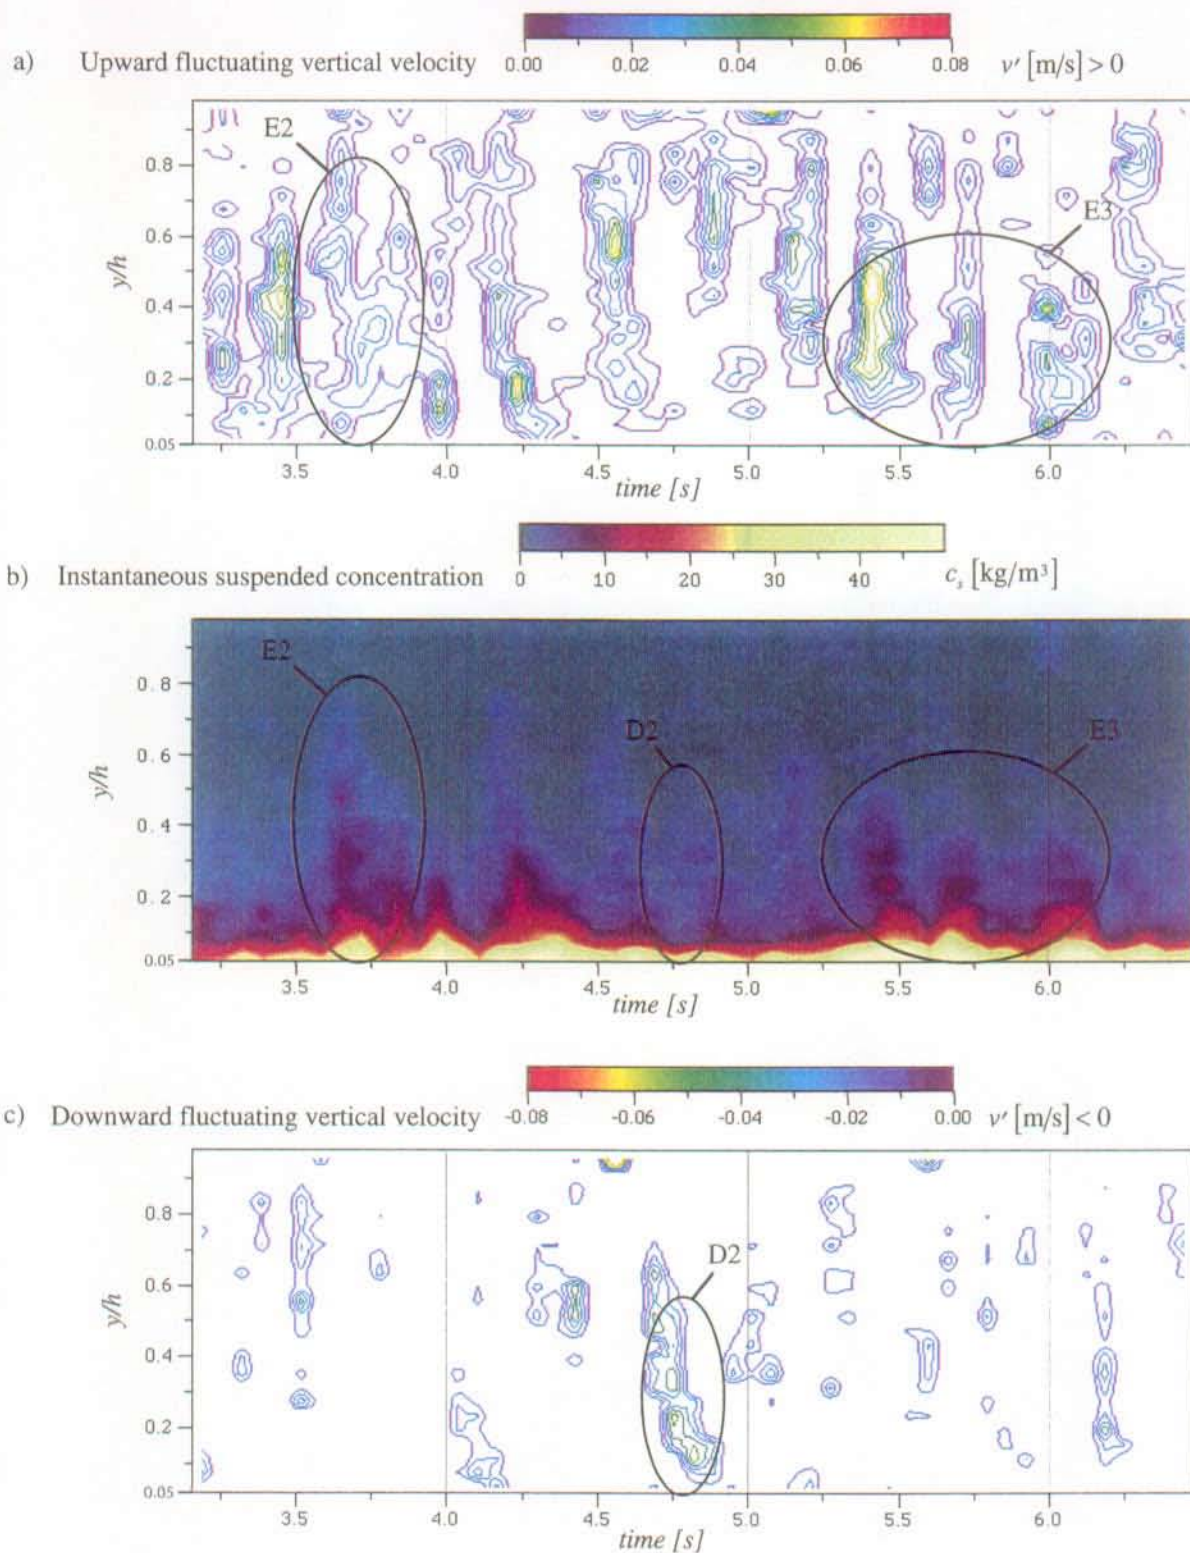 a) Upward fluctuating vertical velocity 0.00 0.02 0.04 0.06 0.08 v' [m/s] > 0
E2
E3
y/h
0.8
0.6
0.4
0.2
0.05
3.5 4.0 4.5 5.0 5.5 6.0
time [s]
b) Instantaneous suspended concentration 0 10 20 30 40 c_s [kg/m³]
E2
D2
E3
y/h
0.8
0.6
0.4
0.2
0.05
3.5 4.0 4.5 5.0 5.5 6.0
time [s]
c) Downward fluctuating vertical velocity -0.08 -0.06 -0.04 -0.02 0.00 v' [m/s] < 0
D2
y/h
0.8
0.6
0.4
0.2
0.05
3.5 4.0 4.5 5.0 5.5 6.0
time [s]